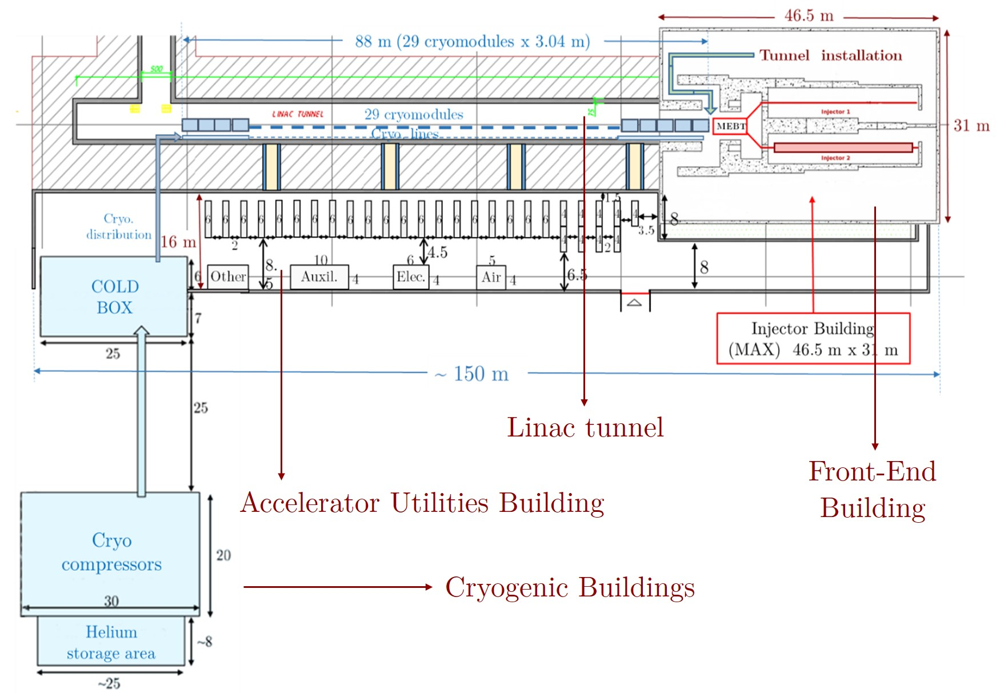 46.5 m
88 m (29 cryomodules x 3.04 m)
Tunnel installation
500
LINAC TUNNEL
29 cryomodules
75
Injector 1
MEBT
31 m
Cryo. lines
Injector 2
1.5
6 6 6 6 6 6 6 6 6 6 6 6 6 6 6 6 6 6 6 6 4 4 4 4 4
8
3.5
Cryo.
distribution
16 m
4 4 4 4
2
2
4.5
8.
5
6
10
6
5
Other
Auxil.
4
Elec.
4
Air
4
6.5
8
COLD
BOX
7
25
Injector Building
(MAX) 46.5 m x 31 m
~ 150 m
25
Linac tunnel
Front-End
Building
Accelerator Utilities Building
Cryo
compressors
20
30
Cryogenic Buildings
Helium
storage area
~8
~25